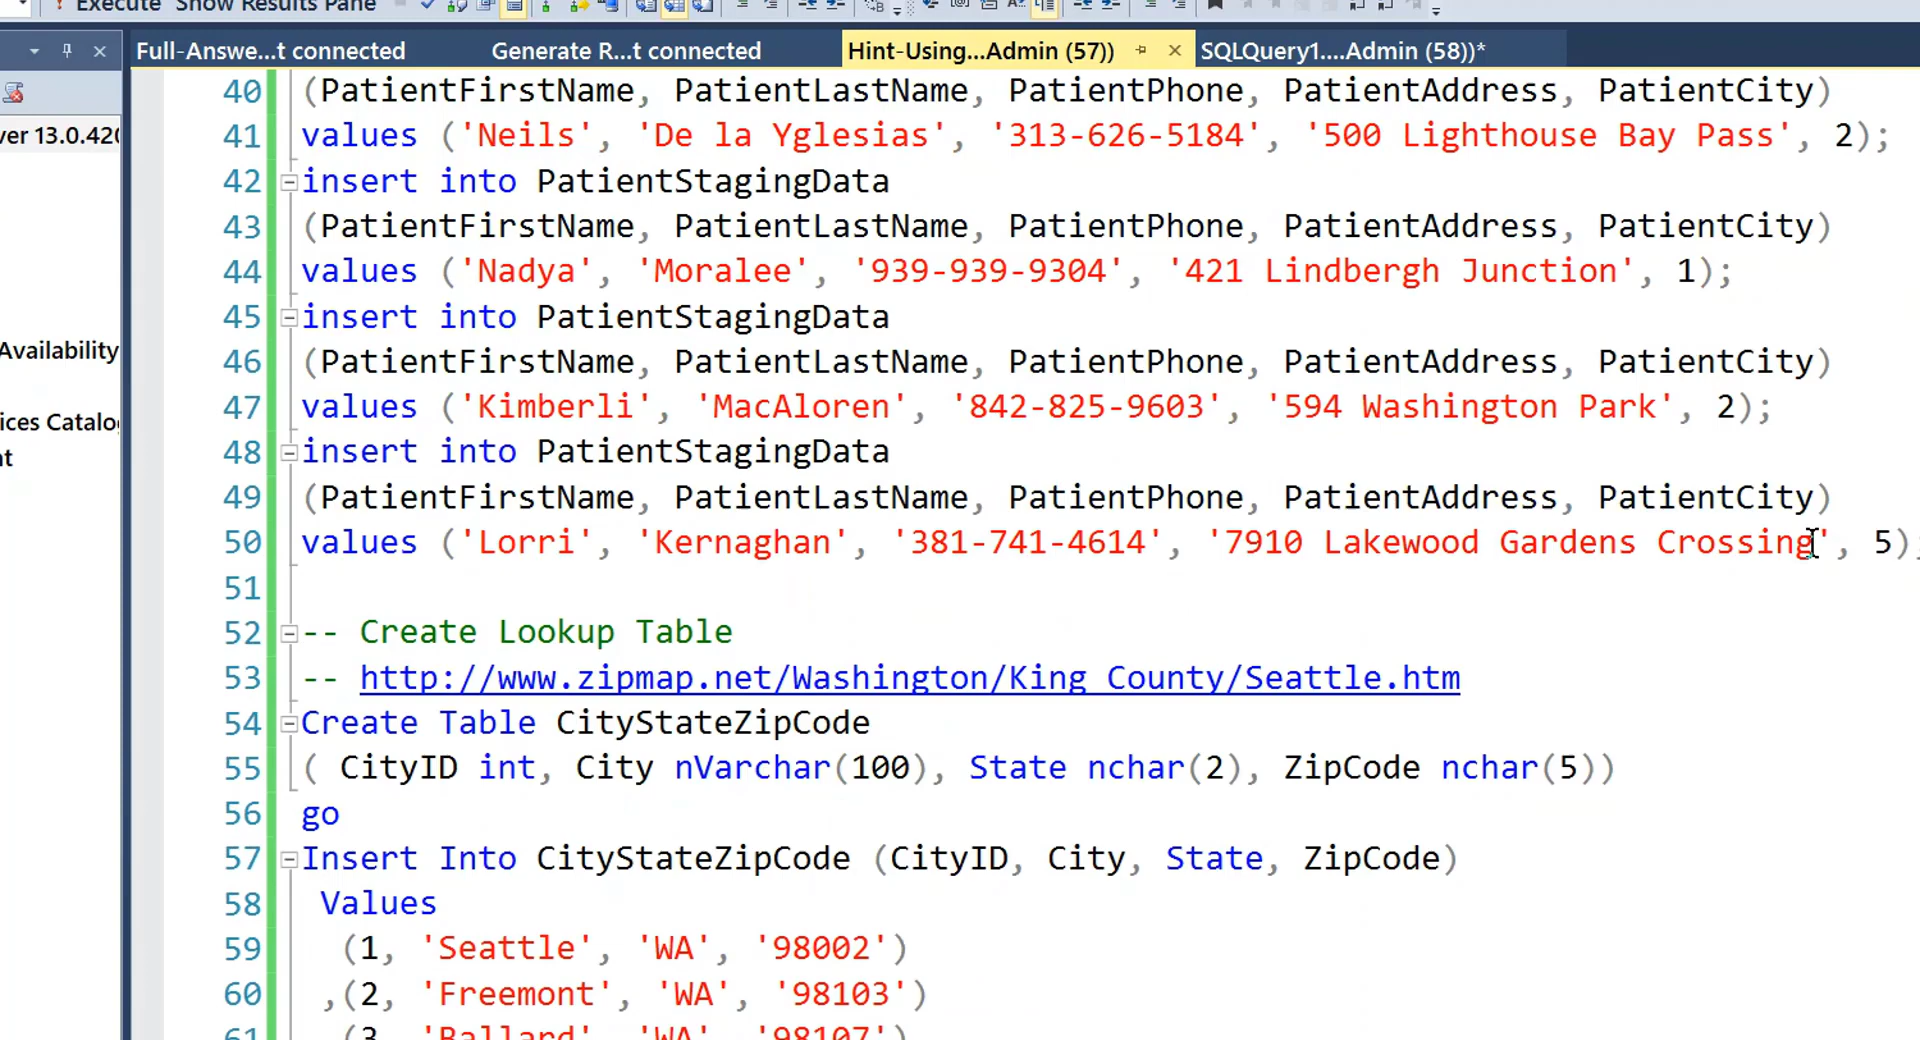 Execute Show Results Pane
Full-Answe...t connected Generate R...t connected Hint-Using...Admin (57)) SQLQuery1....Admin (58))*
40 (PatientFirstName, PatientLastName, PatientPhone, PatientAddress, PatientCity)
ver 13.0.420
41 values ('Neils', 'De la Yglesias', '313-626-5184', '500 Lighthouse Bay Pass', 2);
42 insert into PatientStagingData
43 (PatientFirstName, PatientLastName, PatientPhone, PatientAddress, PatientCity)
44 values ('Nadya', 'Moralee', '939-939-9304', '421 Lindbergh Junction', 1);
45 insert into PatientStagingData
Availability
46 (PatientFirstName, PatientLastName, PatientPhone, PatientAddress, PatientCity)
47 values ('Kimberli', 'MacAloren', '842-825-9603', '594 Washington Park', 2);
ices Catalo
48 insert into PatientStagingData
nt
49 (PatientFirstName, PatientLastName, PatientPhone, PatientAddress, PatientCity)
50 values ('Lorri', 'Kernaghan', '381-741-4614', '7910 Lakewood Gardens Crossing', 5);
51
52 -- Create Lookup Table
53 -- http://www.zipmap.net/Washington/King_County/Seattle.htm
54 Create Table CityStateZipCode
55 ( CityID int, City nVarchar(100), State nchar(2), ZipCode nchar(5))
56 go
57 Insert Into CityStateZipCode (CityID, City, State, ZipCode)
58 Values
59 (1, 'Seattle', 'WA', '98002')
60 ,(2, 'Freemont', 'WA', '98103')
61 (3, 'Ballard', 'WA', '98107')